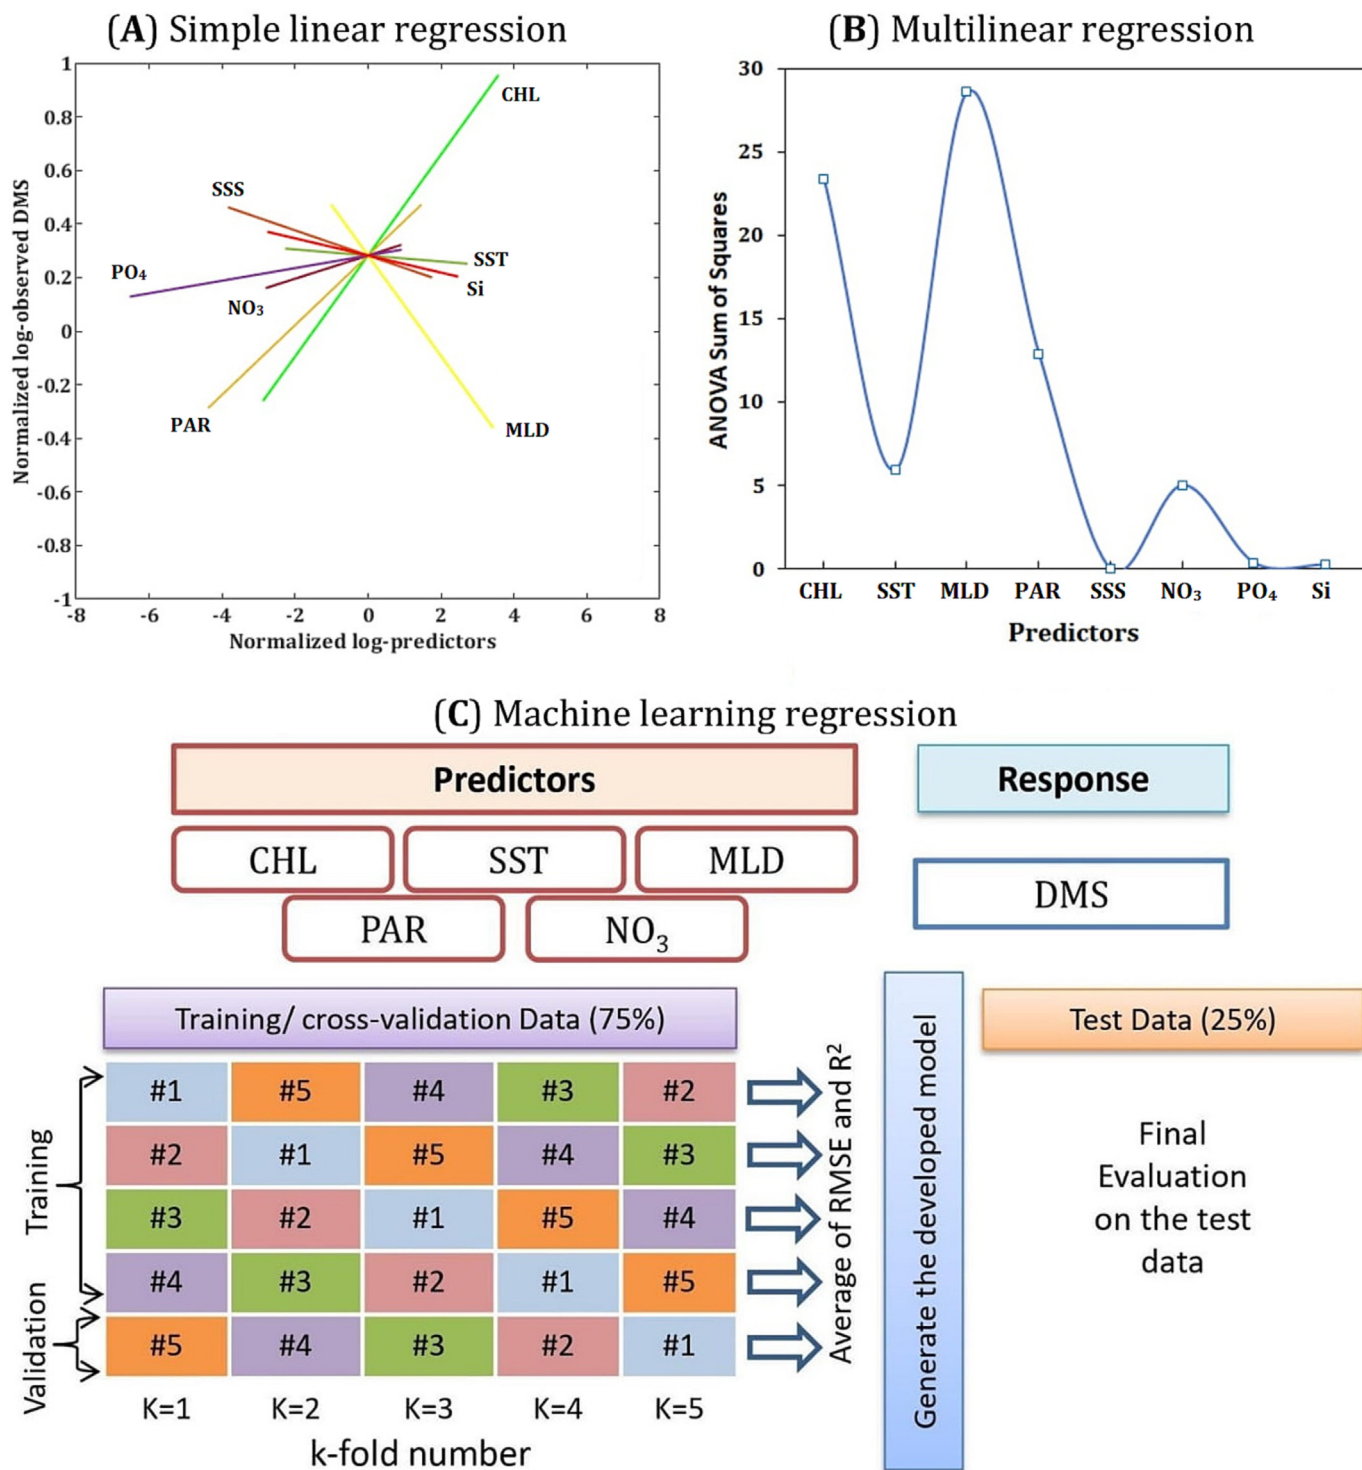 (A) Simple linear regression
Normalized log-observed DMS
1
0.8
0.6
0.4
0.2
0
-0.2
-0.4
-0.6
-0.8
-1
-8
-6
-4
-2
0
2
4
6
8
Normalized log-predictors
CHL
SSS
SST
PO₄
Si
NO₃
PAR
MLD
(B) Multilinear regression
ANOVA Sum of Squares
30
25
20
15
10
5
0
CHL
SST
MLD
PAR
SSS
NO₃
PO₄
Si
Predictors
(C) Machine learning regression
Predictors
Response
CHL
SST
MLD
PAR
NO₃
DMS
Training/ cross-validation Data (75%)
Test Data (25%)
Training
Validation
#1 #5 #4 #3 #2
#2 #1 #5 #4 #3
#3 #2 #1 #5 #4
#4 #3 #2 #1 #5
#5 #4 #3 #2 #1
K=1 K=2 K=3 K=4 K=5
k-fold number
Average of RMSE and R²
Generate the developed model
Final
Evaluation
on the test
data